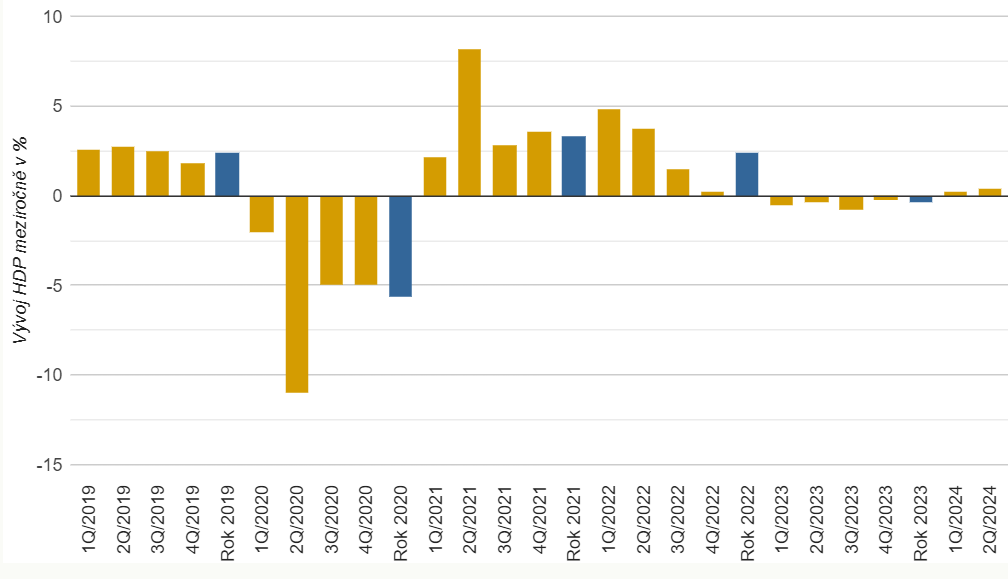 Vývoj HDP meziročně v %
10
5
0
-5
-10
-15
1Q/2019
2Q/2019
3Q/2019
4Q/2019
Rok 2019
1Q/2020
2Q/2020
3Q/2020
4Q/2020
Rok 2020
1Q/2021
2Q/2021
3Q/2021
4Q/2021
Rok 2021
1Q/2022
2Q/2022
3Q/2022
4Q/2022
Rok 2022
1Q/2023
2Q/2023
3Q/2023
4Q/2023
Rok 2023
1Q/2024
2Q/2024